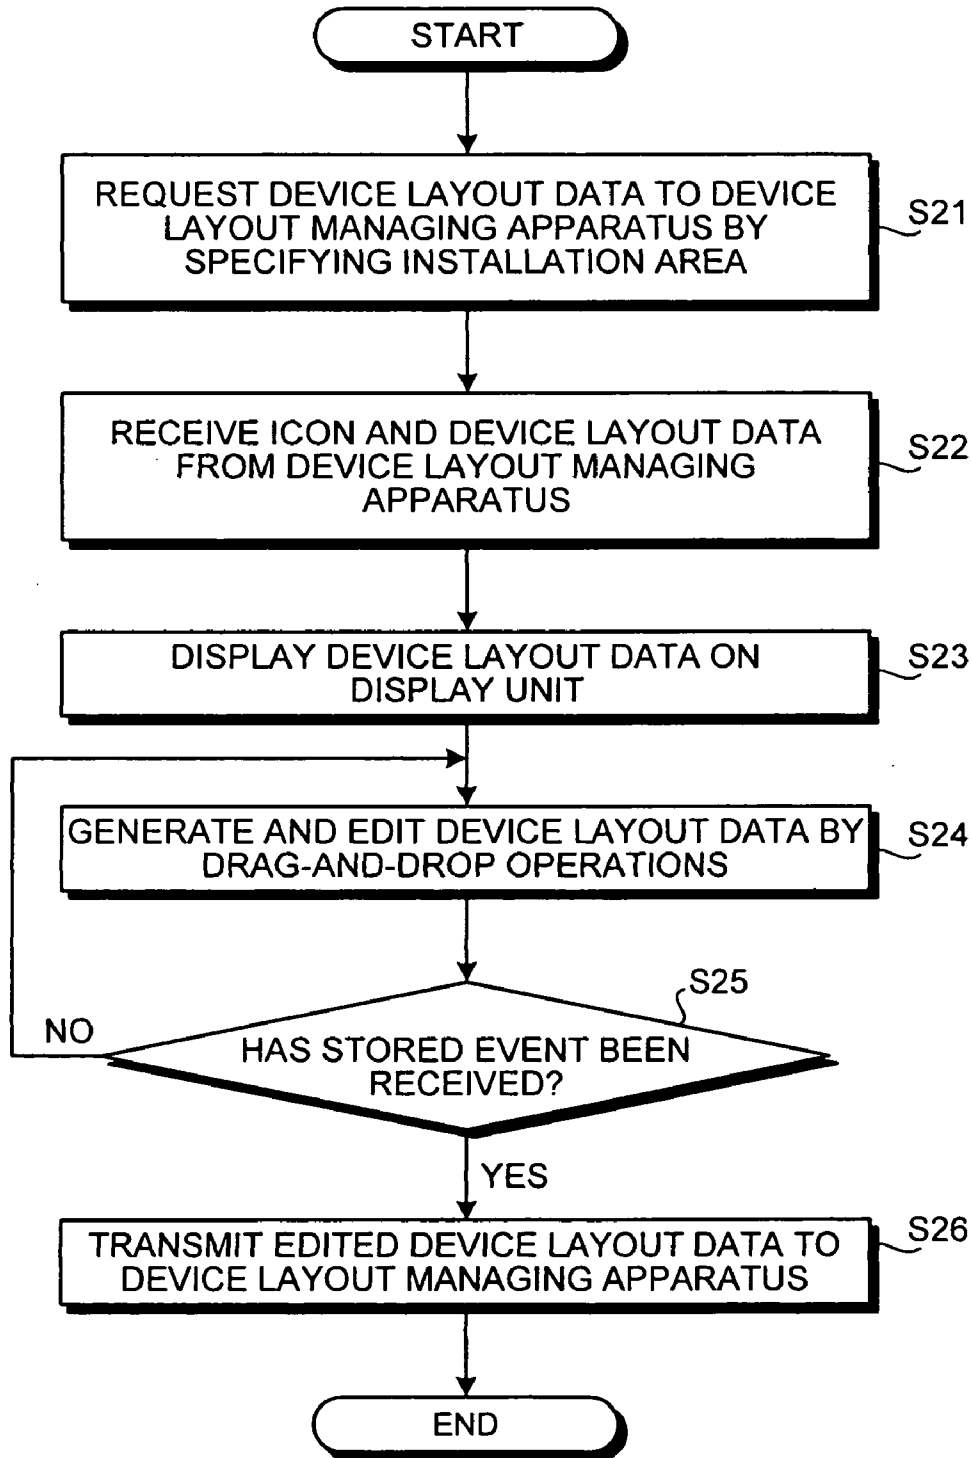 START
REQUEST DEVICE LAYOUT DATA TO DEVICE
LAYOUT MANAGING APPARATUS BY
SPECIFYING INSTALLATION AREA
S21
RECEIVE ICON AND DEVICE LAYOUT DATA
FROM DEVICE LAYOUT MANAGING
APPARATUS
S22
DISPLAY DEVICE LAYOUT DATA ON
DISPLAY UNIT
S23
GENERATE AND EDIT DEVICE LAYOUT DATA BY
DRAG-AND-DROP OPERATIONS
S24
S25
NO
HAS STORED EVENT BEEN
RECEIVED?
YES
TRANSMIT EDITED DEVICE LAYOUT DATA TO
DEVICE LAYOUT MANAGING APPARATUS
S26
END